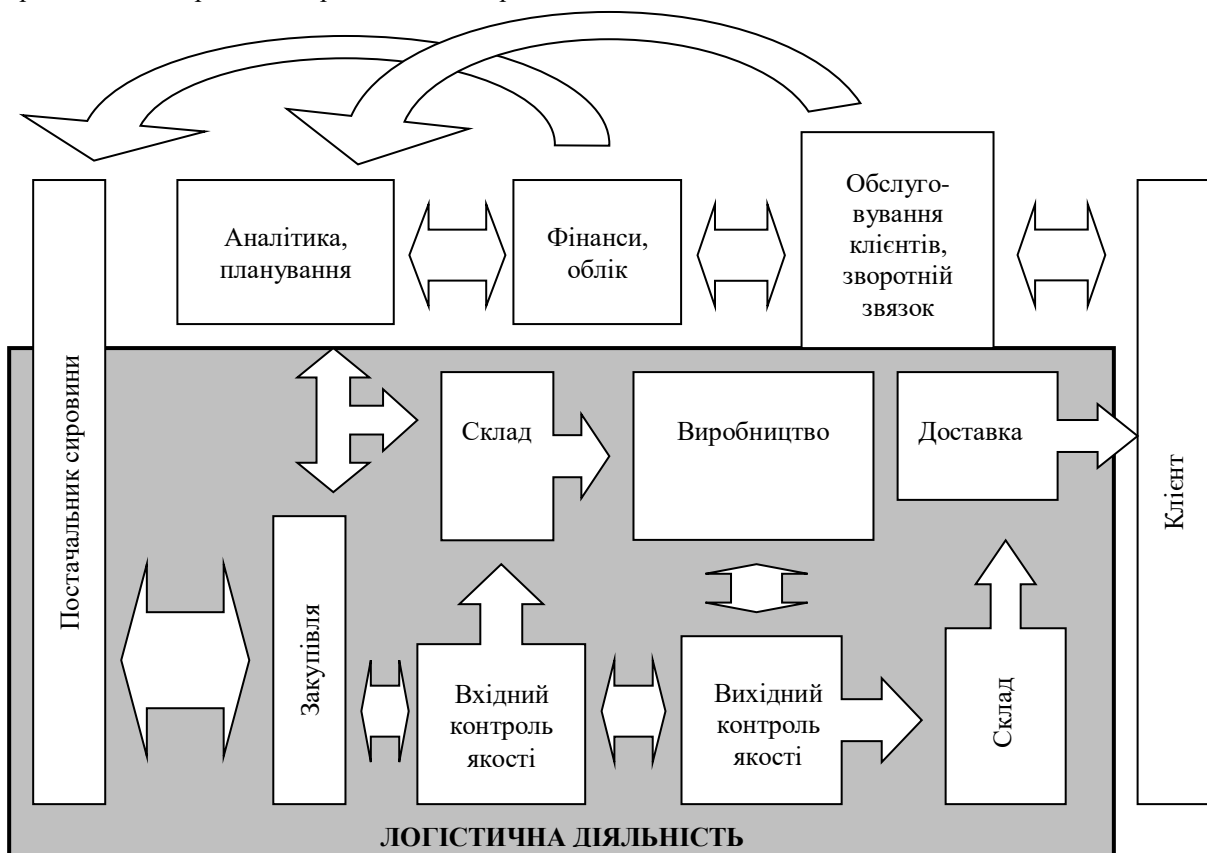 Обслуго-
вування
клієнтів,
зворотній
звязок
Аналітика,
планування
Фінанси,
облік
Постачальник сировини
Клієнт
Склад
Виробництво
Доставка
Закупівля
Вхідний
контроль
якості
Вихідний
контроль
якості
Склад
ЛОГІСТИЧНА ДІЯЛЬНІСТЬ